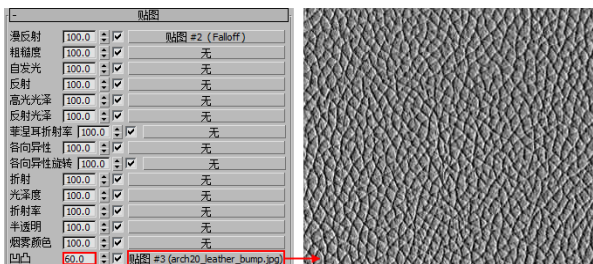 - 贴图
漫反射 100.0 贴图 #2 (Falloff)
粗糙度 100.0 无
自发光 100.0 无
反射 100.0 无
高光光泽 100.0 无
反射光泽 100.0 无
菲涅耳折射率 100.0 无
各向异性 100.0 无
各向异性旋转 100.0 无
折射 100.0 无
光泽度 100.0 无
折射率 100.0 无
半透明 100.0 无
烟雾颜色 100.0 无
凹凸 60.0 贴图 #3 (arch20_leather_bump.jpg)